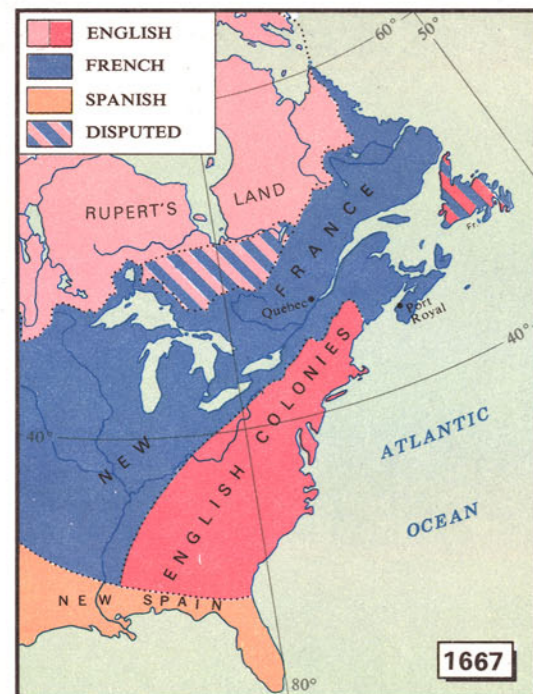 ENGLISH
FRENCH
SPANISH
DISPUTED
60°
50°
RUPERT'S
LAND
NEW
FRANCE
Fr.
Quebec
Port
Royal
40°
40°
ENGLISH COLONIES
ATLANTIC
OCEAN
NEW SPAIN
80°
1667